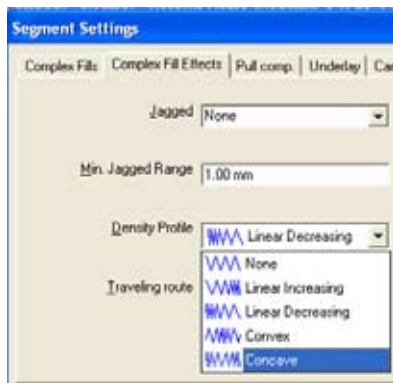 Segment Settings
Complex Fills Complex Fill Effects Pull comp. Underlay
Jagged None
Min. Jagged Range 1.00 mm
Density Profile Linear Decreasing
None
Traveling route Linear Increasing
Linear Decreasing
Convex
Concave